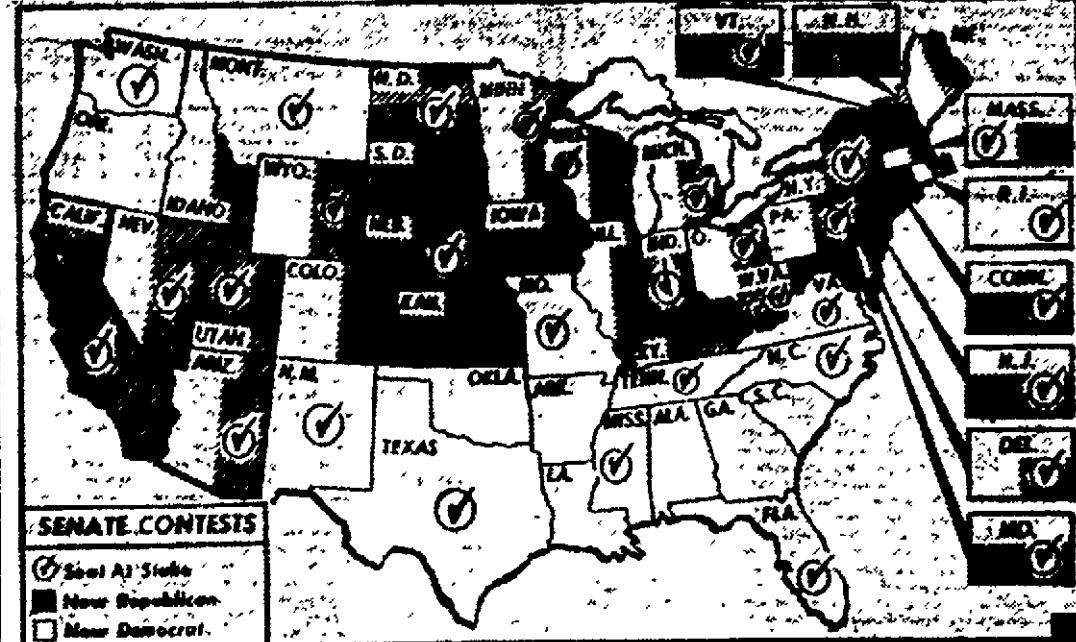 VT.
N.H.
ME.
WASH.
MONT.
N.D.
MINN.
MASS.
ORE.
S.D.
WIS.
MICH.
WYO.
N.Y.
R.I.
IDAHO
CALIF.
NEV.
NEB.
IOWA
PA.
ILL.
IND.
O.
COLO.
W.VA.
VA.
CONN.
KAN.
MO.
UTAH
ARIZ.
KY.
N.C.
N.J.
N.M.
OKLA.
ARK.
TENN.
S.C.
MISS.
ALA.
GA.
TEXAS
LA.
DEL.
FLA.
MD.
SENATE CONTESTS
Seat At Stake
Now Republican
Now Democrat